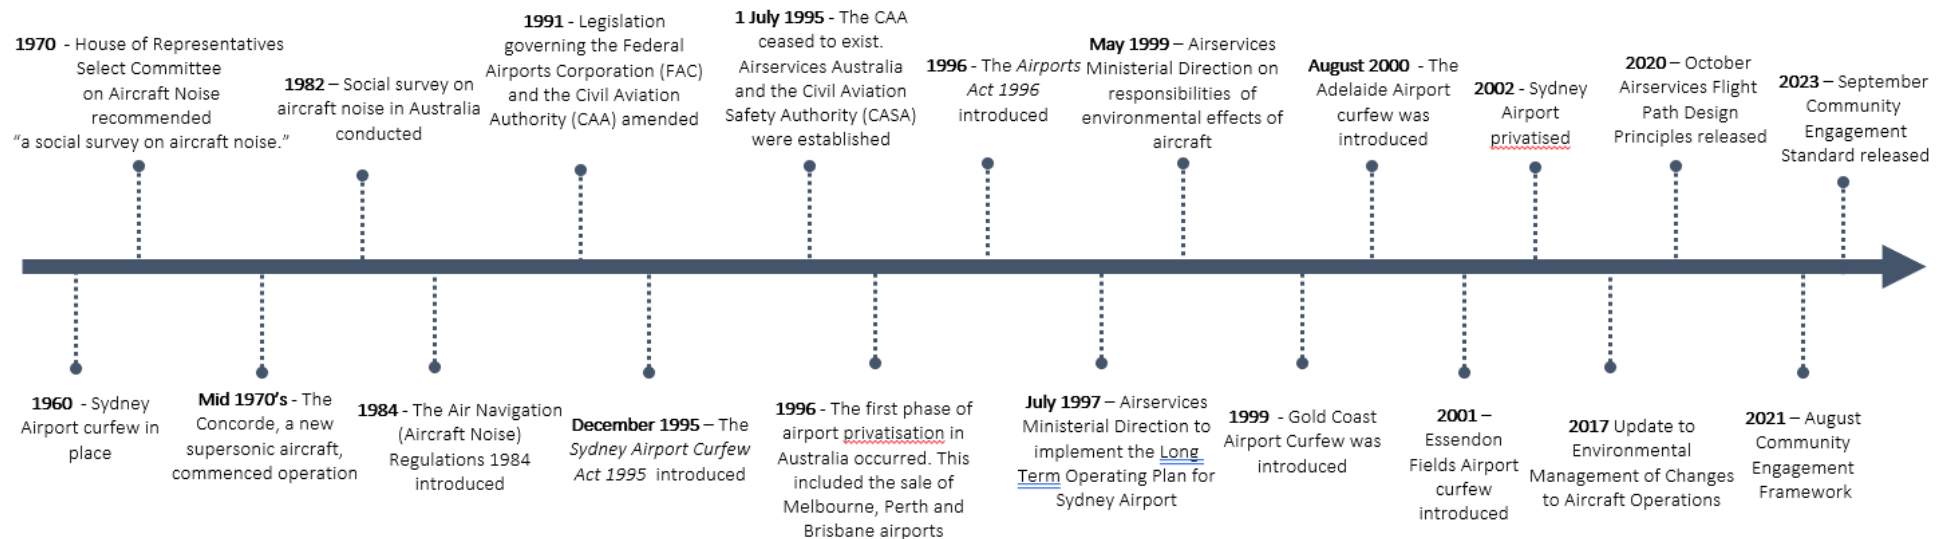 1970 - House of Representatives
Select Committee
on Aircraft Noise
recommended
“a social survey on aircraft noise.”
1982 – Social survey on
aircraft noise in Australia
conducted
1991 - Legislation
governing the Federal
Airports Corporation (FAC)
and the Civil Aviation
Authority (CAA) amended
1 July 1995 - The CAA
ceased to exist.
Airservices Australia
and the Civil Aviation
Safety Authority (CASA)
were established
1996 - The Airports
Act 1996
introduced
May 1999 – Airservices
Ministerial Direction on
responsibilities of
environmental effects of
aircraft
August 2000 - The
Adelaide Airport
curfew was
introduced
2002 - Sydney
Airport
privatised
2020 – October
Airservices Flight
Path Design
Principles released
2023 – September
Community
Engagement
Standard released
1960 - Sydney
Airport curfew in
place
Mid 1970’s - The
Concorde, a new
supersonic aircraft,
commenced operation
1984 - The Air Navigation
(Aircraft Noise)
Regulations 1984
introduced
December 1995 – The
Sydney Airport Curfew
Act 1995 introduced
1996 - The first phase of
airport privatisation in
Australia occurred. This
included the sale of
Melbourne, Perth and
Brisbane airports
July 1997 – Airservices
Ministerial Direction to
implement the Long
Term Operating Plan for
Sydney Airport
1999 - Gold Coast
Airport Curfew was
introduced
2001 –
Essendon
Fields Airport
curfew
introduced
2017 Update to
Environmental
Management of Changes
to Aircraft Operations
2021 – August
Community
Engagement
Framework